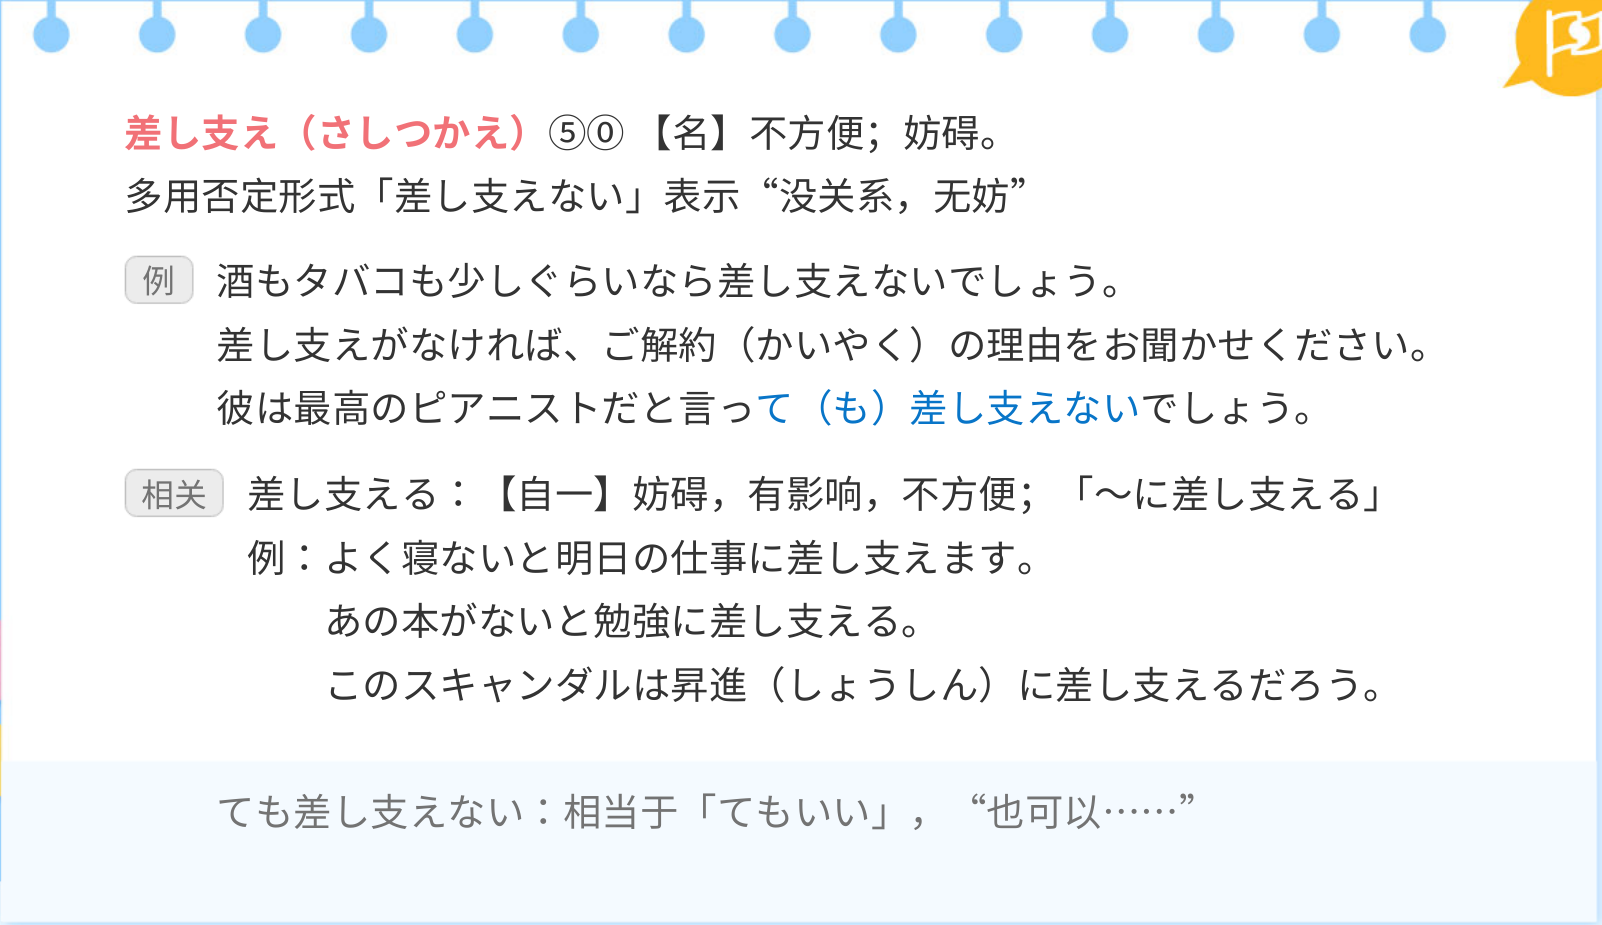 差し支え（さしつかえ）⑤⓪【名】不方便；妨碍。
多用否定形式「差し支えない」表示“没关系，无妨”
例 酒もタバコも少しぐらいなら差し支えないでしょう。
差し支えがなければ、ご解約（かいやく）の理由をお聞かせください。
彼は最高のピアニストだと言って（も）差し支えないでしょう。
相关 差し支える：【自一】妨碍，有影响，不方便；「～に差し支える」
例：よく寝ないと明日の仕事に差し支えます。
あの本がないと勉強に差し支える。
このスキャンダルは昇進（しょうしん）に差し支えるだろう。
ても差し支えない：相当于「てもいい」，“也可以……”